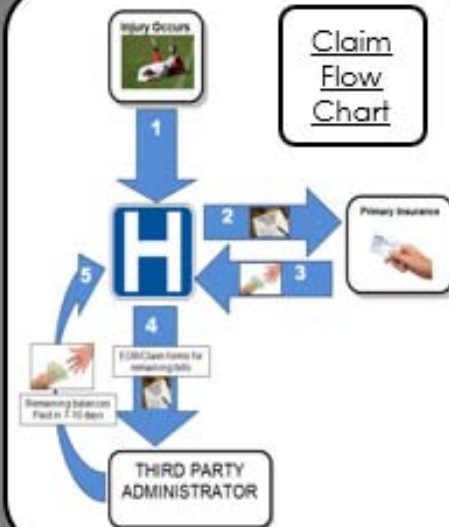 Injury Occurs
Claim
Flow
Chart
1
H
2
Primary Insurance
3
5
4
EOB/Claim forms for
remaining bills
Remaining balances
Paid in 7-10 days
THIRD PARTY
ADMINISTRATOR